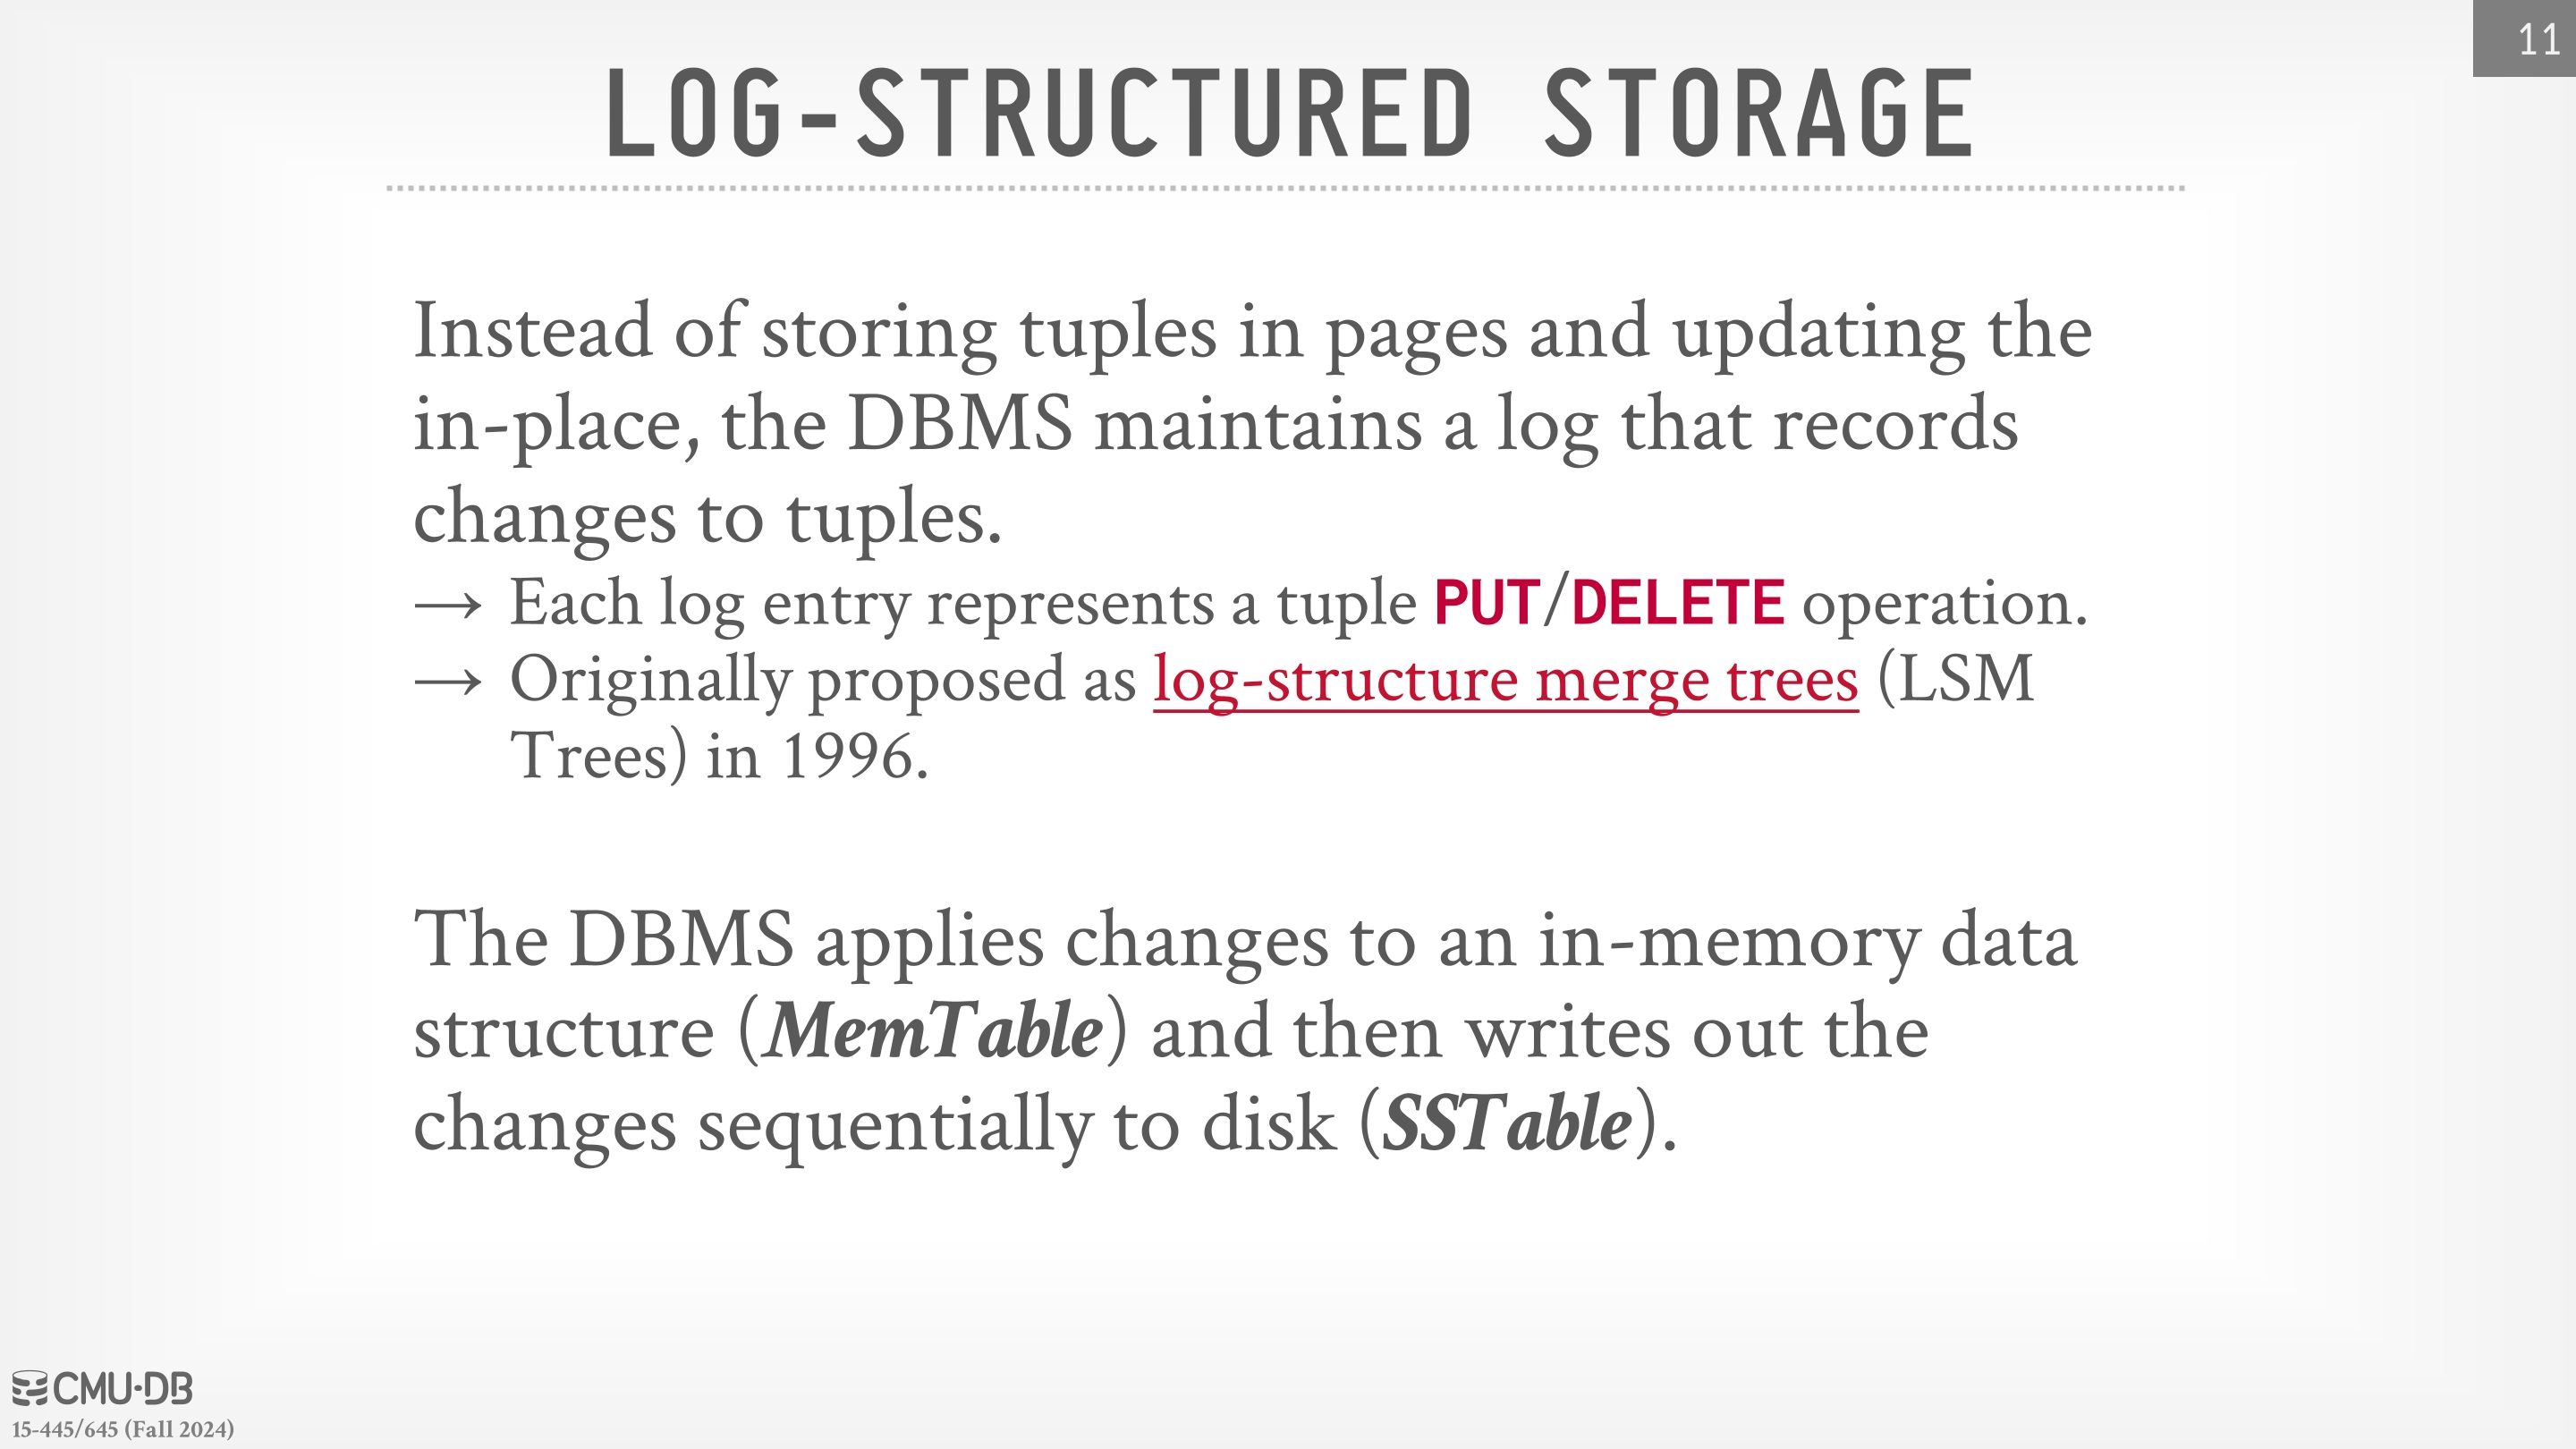 11
LOG-STRUCTURED STORAGE
Instead of storing tuples in pages and updating the
in-place, the DBMS maintains a log that records
changes to tuples.
→ Each log entry represents a tuple PUT/DELETE operation.
→ Originally proposed as log-structure merge trees (LSM
Trees) in 1996.
The DBMS applies changes to an in-memory data
structure (MemTable) and then writes out the
changes sequentially to disk (SSTable).
CMU·DB
15-445/645 (Fall 2024)